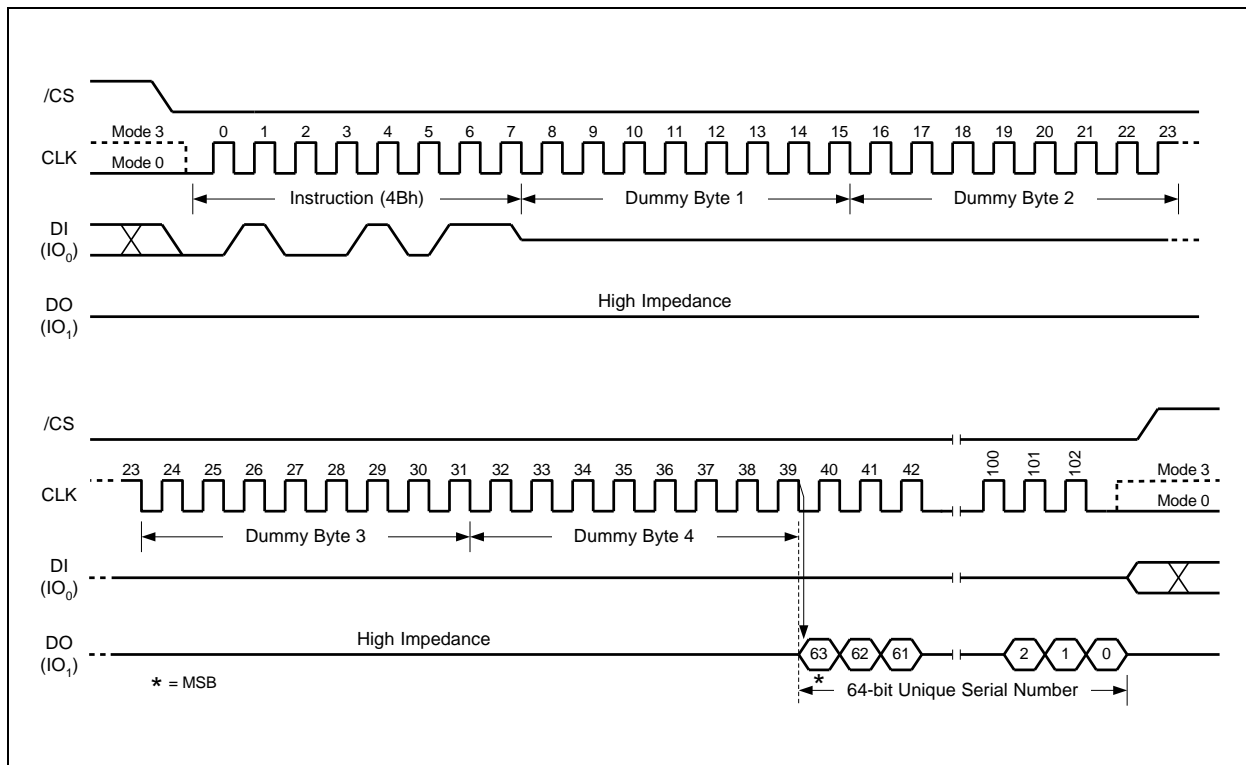 /CS
Mode 3
0 1 2 3 4 5 6 7 8 9 10 11 12 13 14 15 16 17 18 19 20 21 22 23
CLK
Mode 0
Instruction (4Bh) Dummy Byte 1 Dummy Byte 2
DI
(IO0)
High Impedance
DO
(IO1)
/CS
23 24 25 26 27 28 29 30 31 32 33 34 35 36 37 38 39 40 41 42 100 101 102
Mode 3
CLK
Mode 0
Dummy Byte 3 Dummy Byte 4
DI
(IO0)
High Impedance
DO
(IO1)
63 62 61 2 1 0
* = MSB
*
64-bit Unique Serial Number